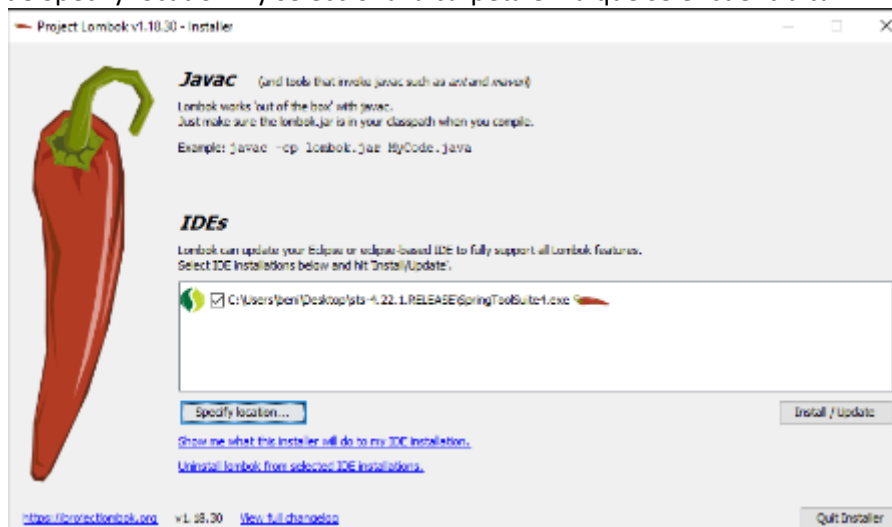 Project Lombok v1.18.30 - Installer
Javac (and tools that invoke javac such as ant and maven)
Lombok works 'out of the box' with javac.
Just make sure the lombok.jar is in your classpath when you compile.
Example: javac -cp lombok.jar MyCode.java
IDEs
Lombok can update your Eclipse or eclipse-based IDE to fully support all Lombok features.
Select IDE installations below and hit 'Install/Update'.
C:\Users\beni\Desktop\sts-4.22.1.RELEASE\SpringToolSuite4.exe
Specify location...
Install / Update
Show me what this installer will do to my IDE installation.
Uninstall lombok from selected IDE installations.
https://projectlombok.org v1.18.30 View full changelog
Quit Installer